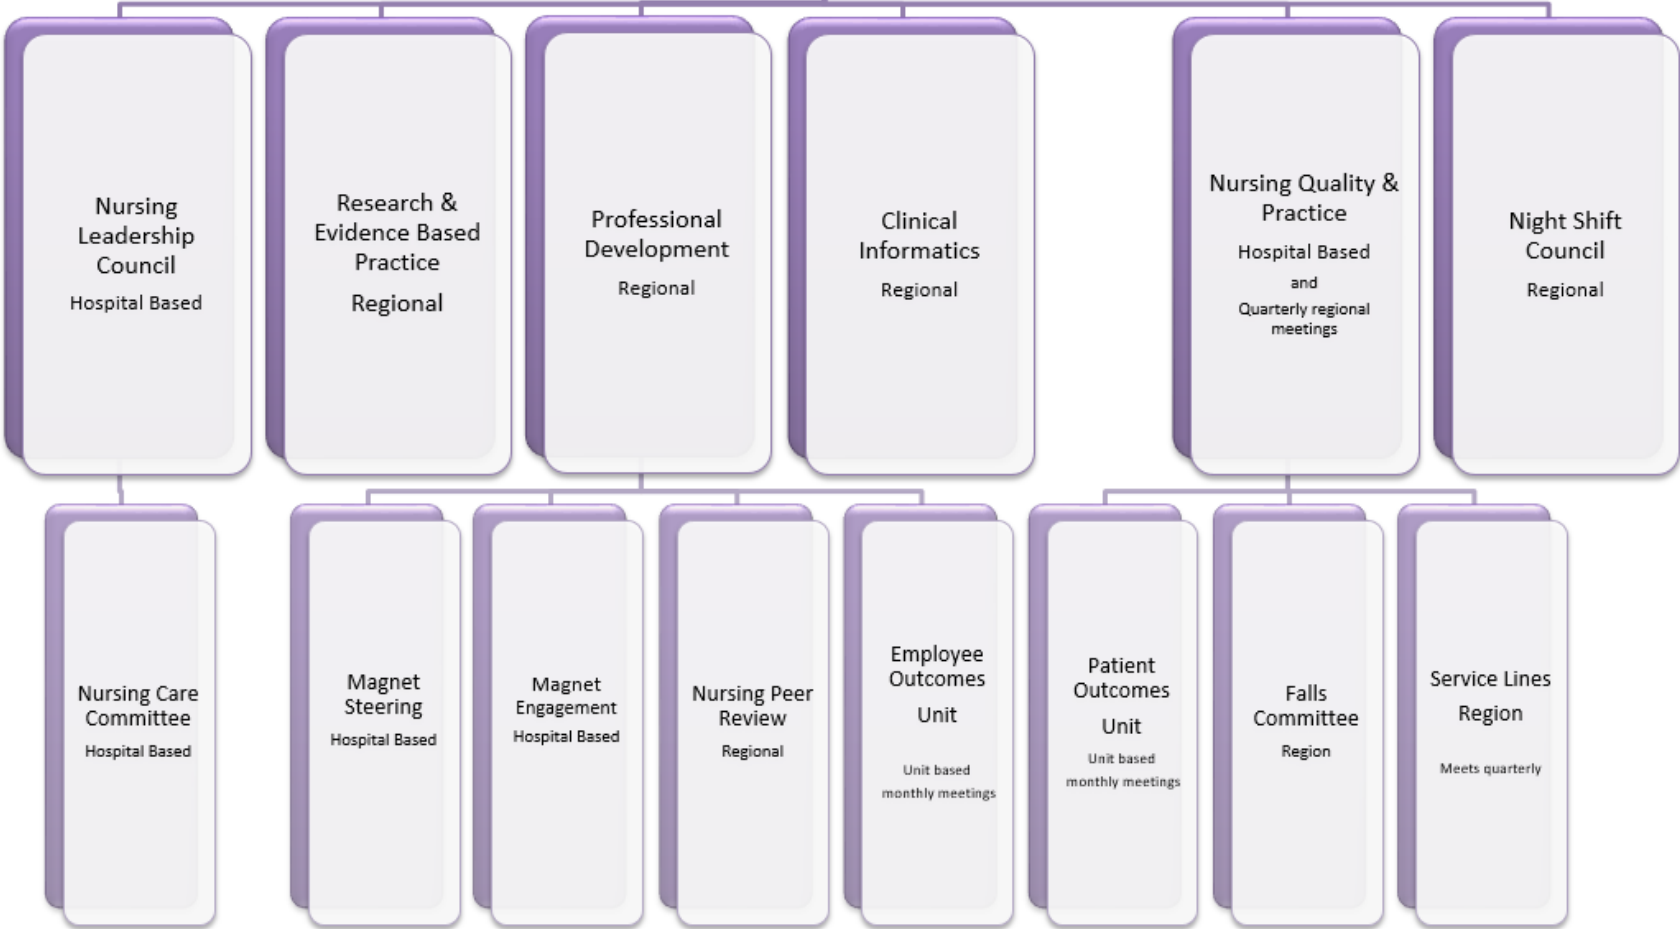 Nursing
Leadership
Council
Hospital Based
Research &
Evidence Based
Practice
Regional
Professional
Development
Regional
Clinical
Informatics
Regional
Nursing Quality &
Practice
Hospital Based
and
Quarterly regional
meetings
Night Shift
Council
Regional
Nursing Care
Committee
Hospital Based
Magnet
Steering
Hospital Based
Magnet
Engagement
Hospital Based
Nursing Peer
Review
Regional
Employee
Outcomes
Unit
Unit based
monthly meetings
Patient
Outcomes
Unit
Unit based
monthly meetings
Falls
Committee
Region
Service Lines
Region
Meets quarterly